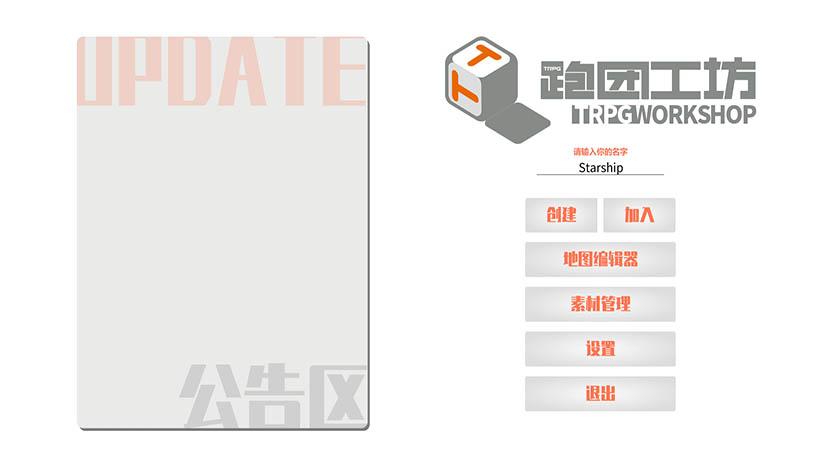 UPDATE
公告区
T
T
TRPG
跑团工坊
TRPGWORKSHOP
请输入你的名字
Starship
创建 加入
地图编辑器
素材管理
设置
退出